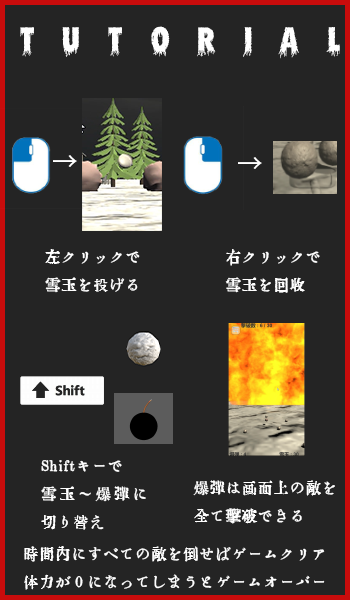 TUTORIAL
左クリックで
雪玉を投げる
右クリックで
雪玉を回収
Shift
Shiftキーで
雪玉～爆弾に
切り替え
爆弾は画面上の敵を
全て撃破できる
時間内にすべての敵を倒せばゲームクリア
体力が０になってしまうとゲームオーバー